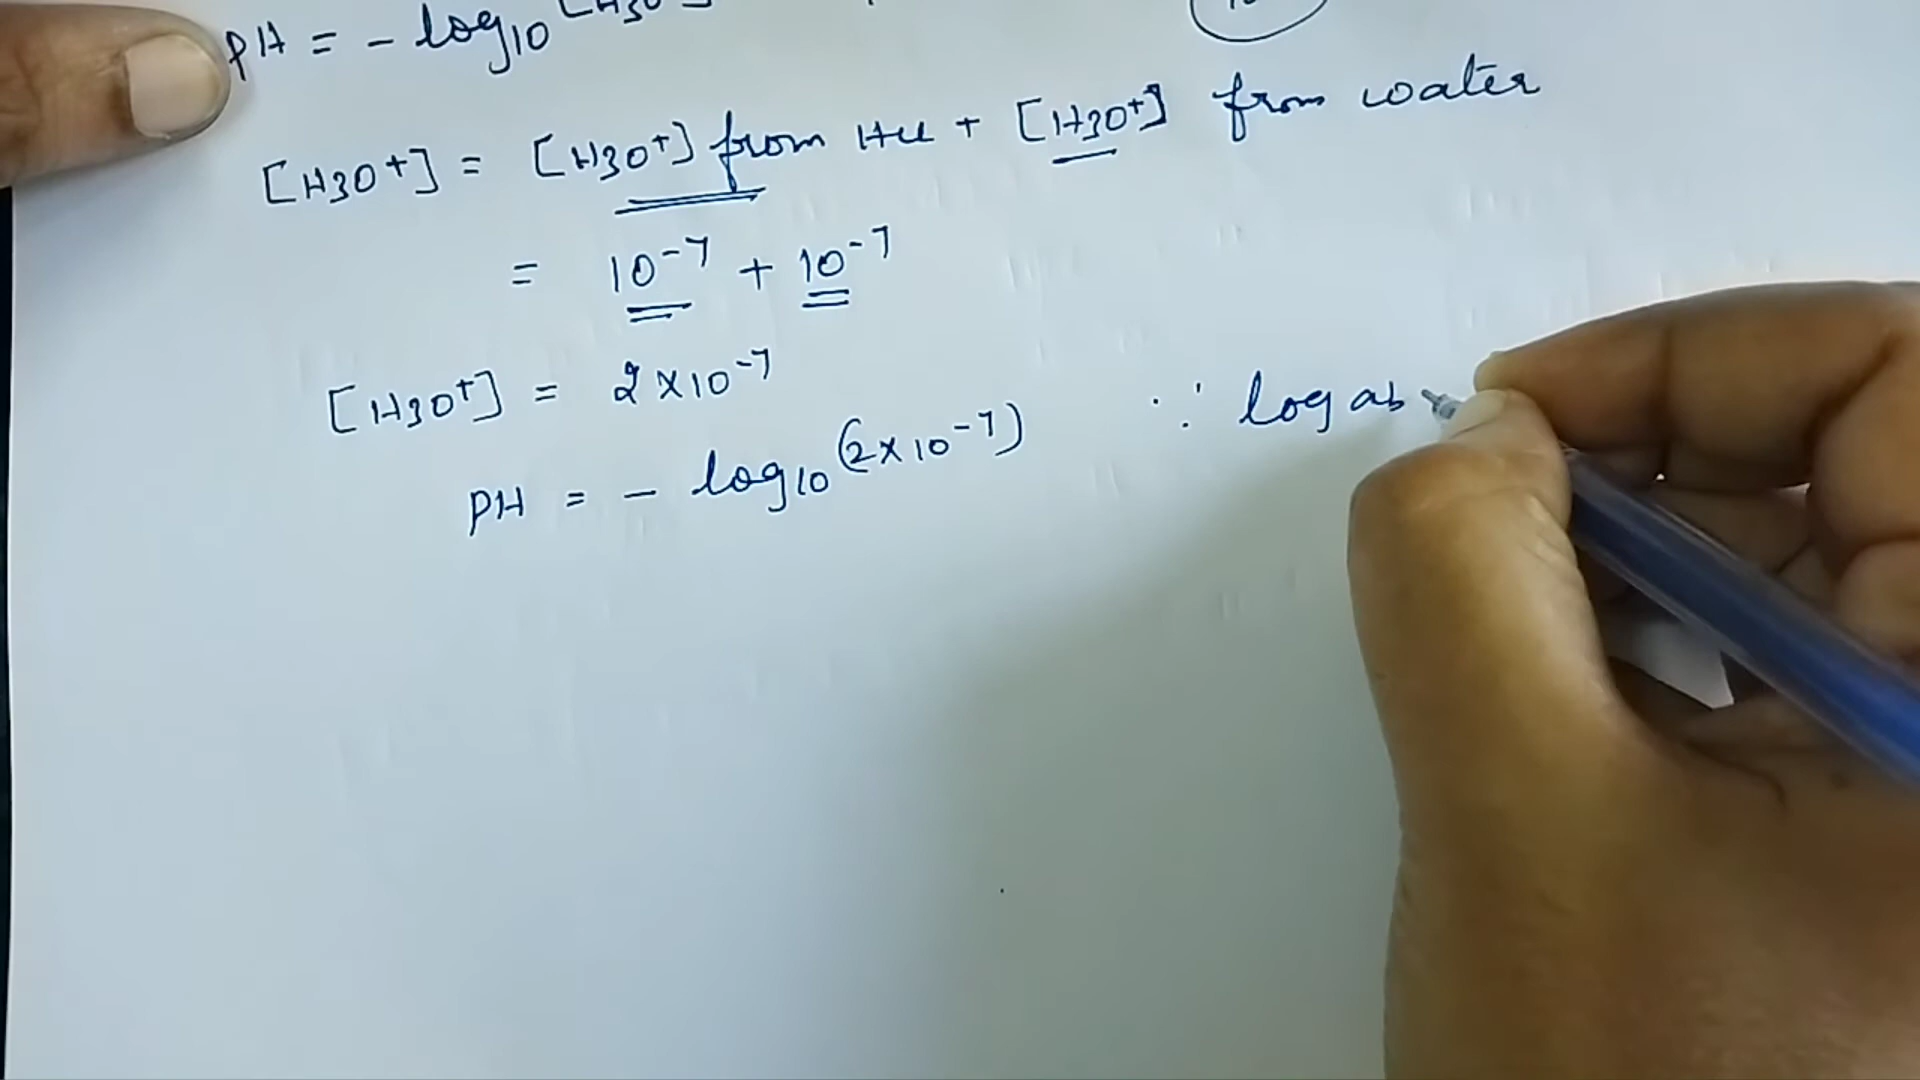 PH = - log10 [H3O
[H3O+] = [H3O+] from HCl + [H3O+] from water
= 10-7 + 10-7
[H3O+] = 2 x 10-7
PH = - log10 (2 x 10-7) ∵ log ab